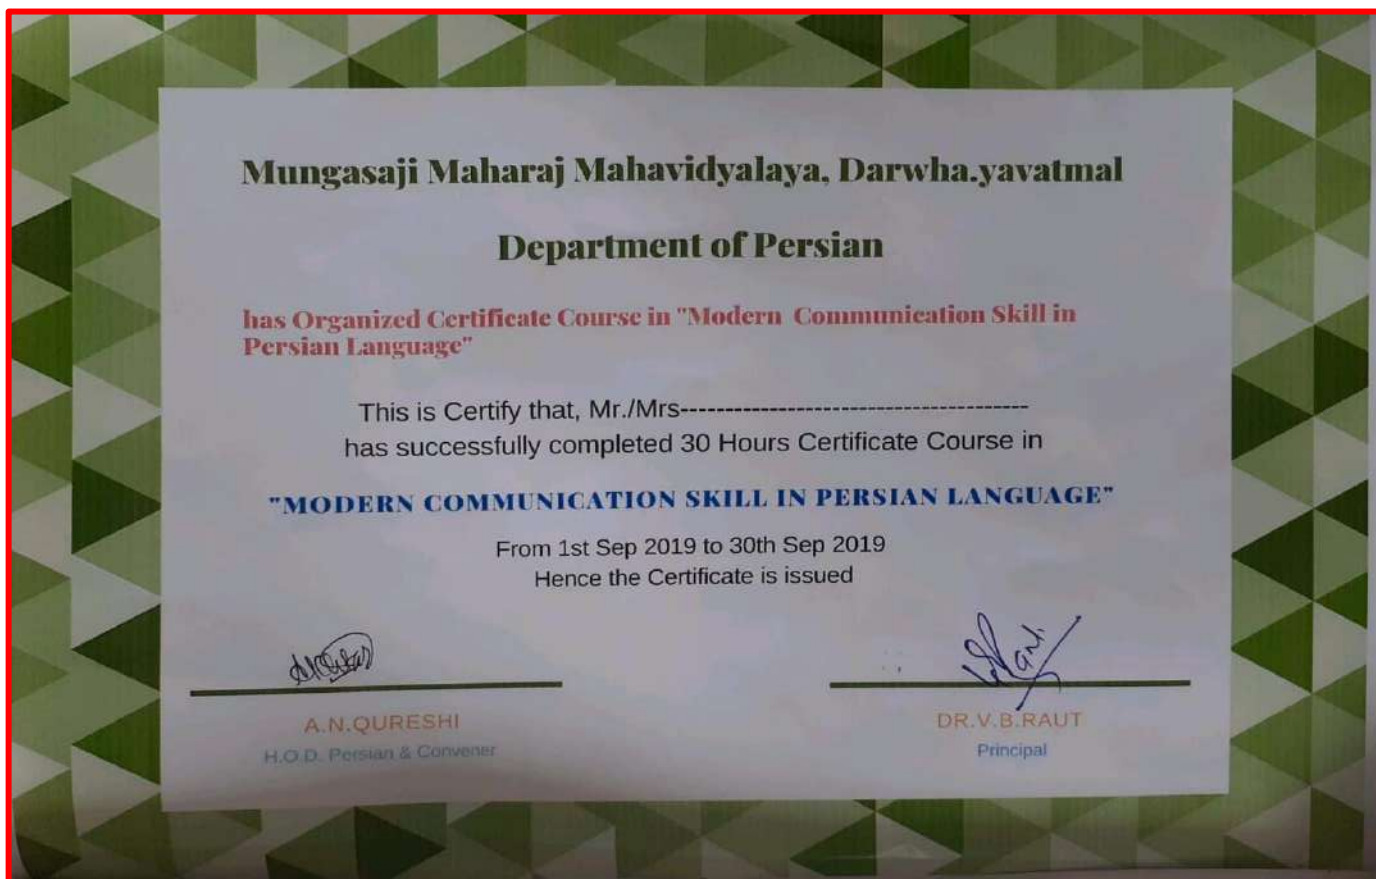 Mungasaji Maharaj Mahavidyalaya, Darwha.yavatmal
Department of Persian
has Organized Certificate Course in "Modern Communication Skill in
Persian Language"
This is Certify that, Mr./Mrs---------------------------------------
has successfully completed 30 Hours Certificate Course in
"MODERN COMMUNICATION SKILL IN PERSIAN LANGUAGE"
From 1st Sep 2019 to 30th Sep 2019
Hence the Certificate is issued
A.N.QURESHI
H.O.D. Persian & Convener
DR.V.B.RAUT
Principal